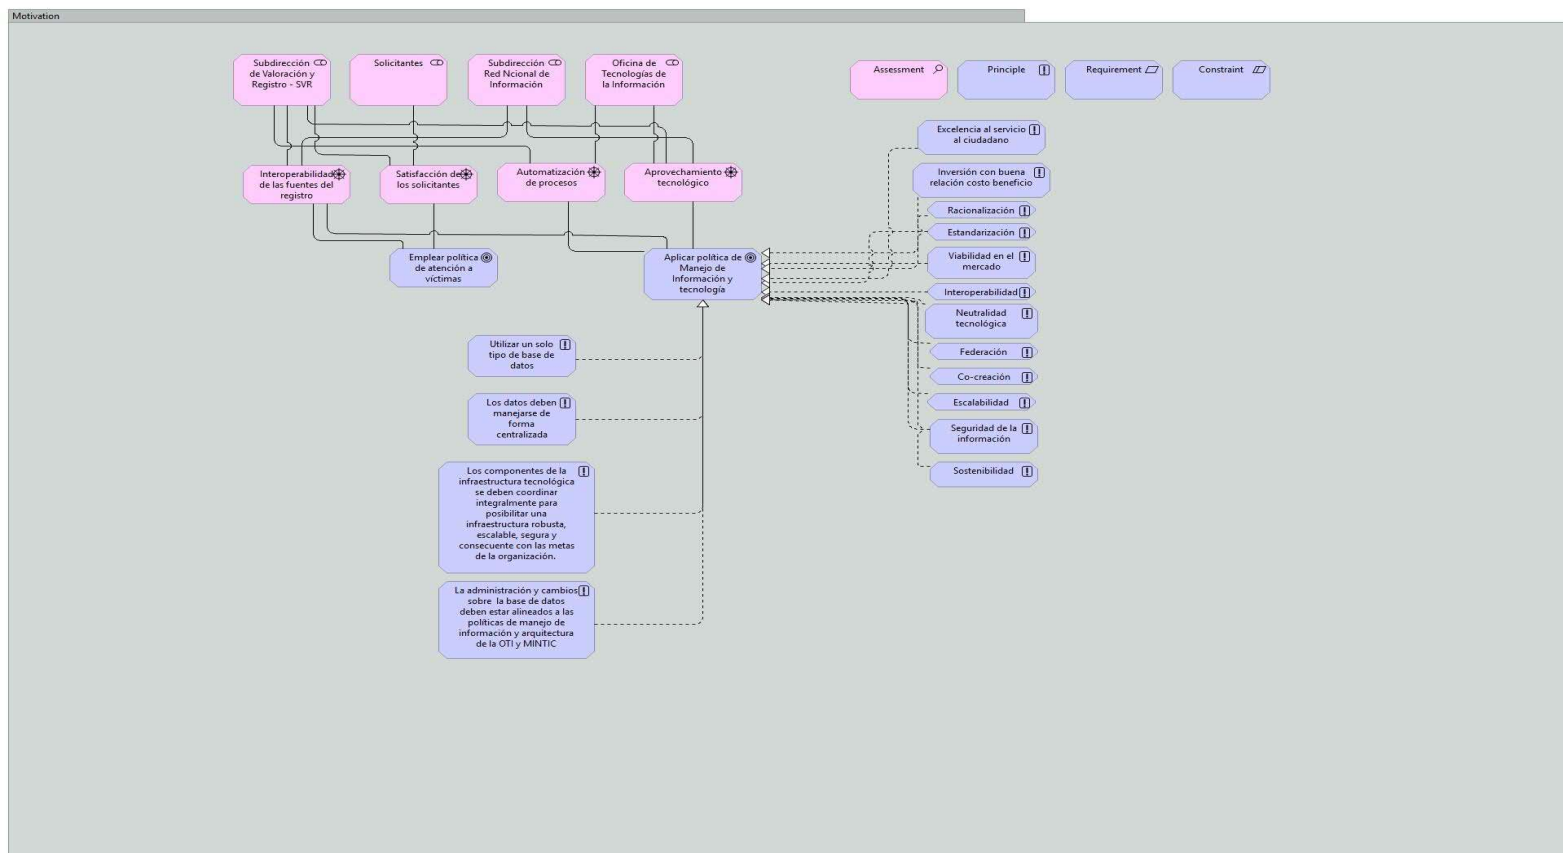 Motivation
Subdirección
de Valoración y
Registro - SVR
Solicitantes
Subdirección
Red Ncional de
Información
Oficina de
Tecnologías de
la Información
Assessment
Principle
Requirement
Constraint
Excelencia al servicio
al ciudadano
Interoperabilidad
de las fuentes del
registro
Satisfacción de
los solicitantes
Automatización
de procesos
Aprovechamiento
tecnológico
Inversión con buena
relación costo beneficio
Racionalización
Estandarización
Emplear política
de atención a
víctimas
Aplicar política de
Manejo de
Información y
tecnología
Viabilidad en el
mercado
Interoperabilidad
Neutralidad
tecnológica
Federación
Co-creación
Escalabilidad
Seguridad de la
información
Sostenibilidad
Utilizar un solo
tipo de base de
datos
Los datos deben
manejarse de
forma
centralizada
Los componentes de la
infraestructura tecnológica
se deben coordinar
integralmente para
posibilitar una
infraestructura robusta,
escalable, segura y
consecuente con las metas
de la organización.
La administración y cambios
sobre la base de datos
deben estar alineados a las
políticas de manejo de
información y arquitectura
de la OTI y MINTIC